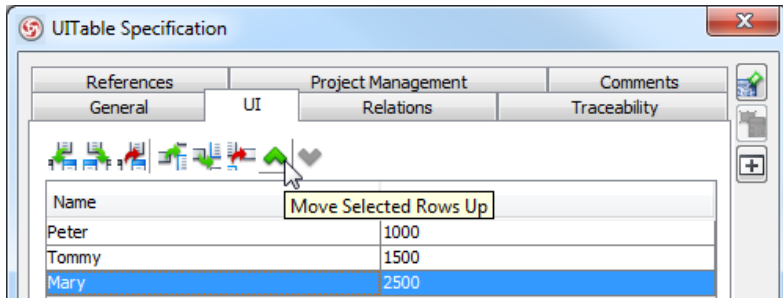 UITable Specification
References Project Management Comments
General UI Relations Traceability
Move Selected Rows Up
Name
Peter 1000
Tommy 1500
Mary 2500